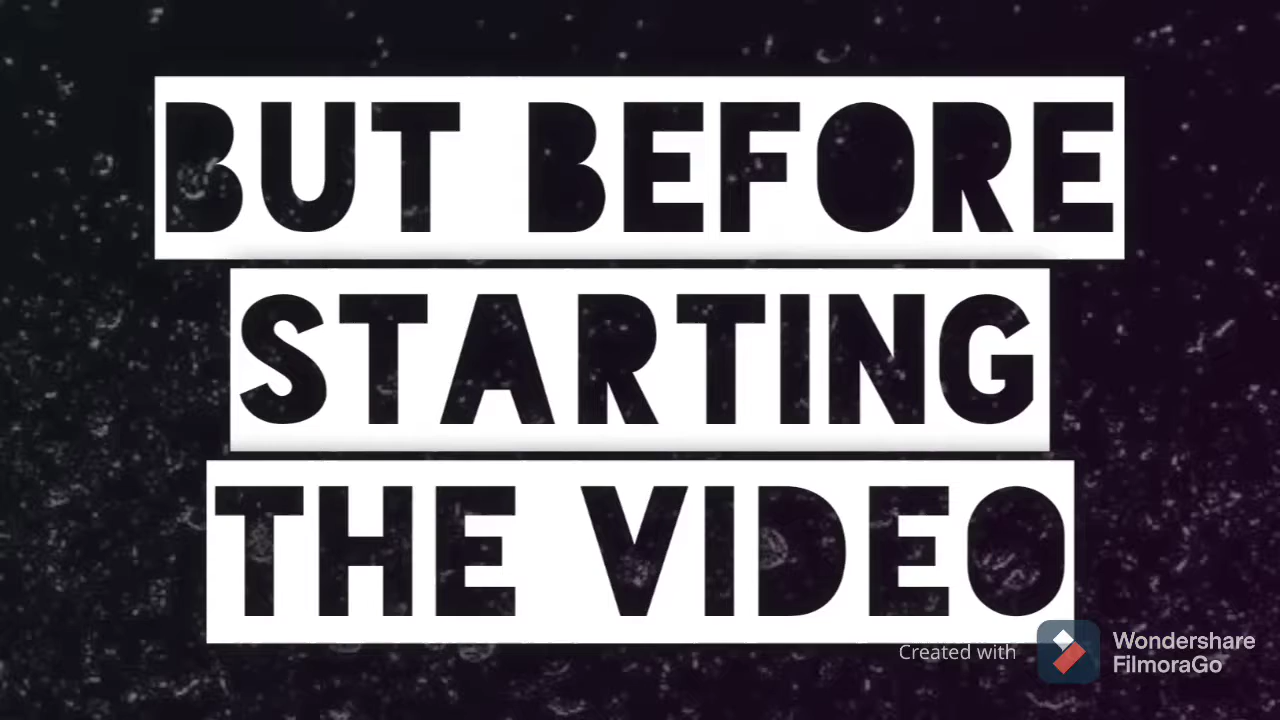 BUT BEFORE
STARTING
THE VIDEO
Created with
Wondershare
FilmoraGo